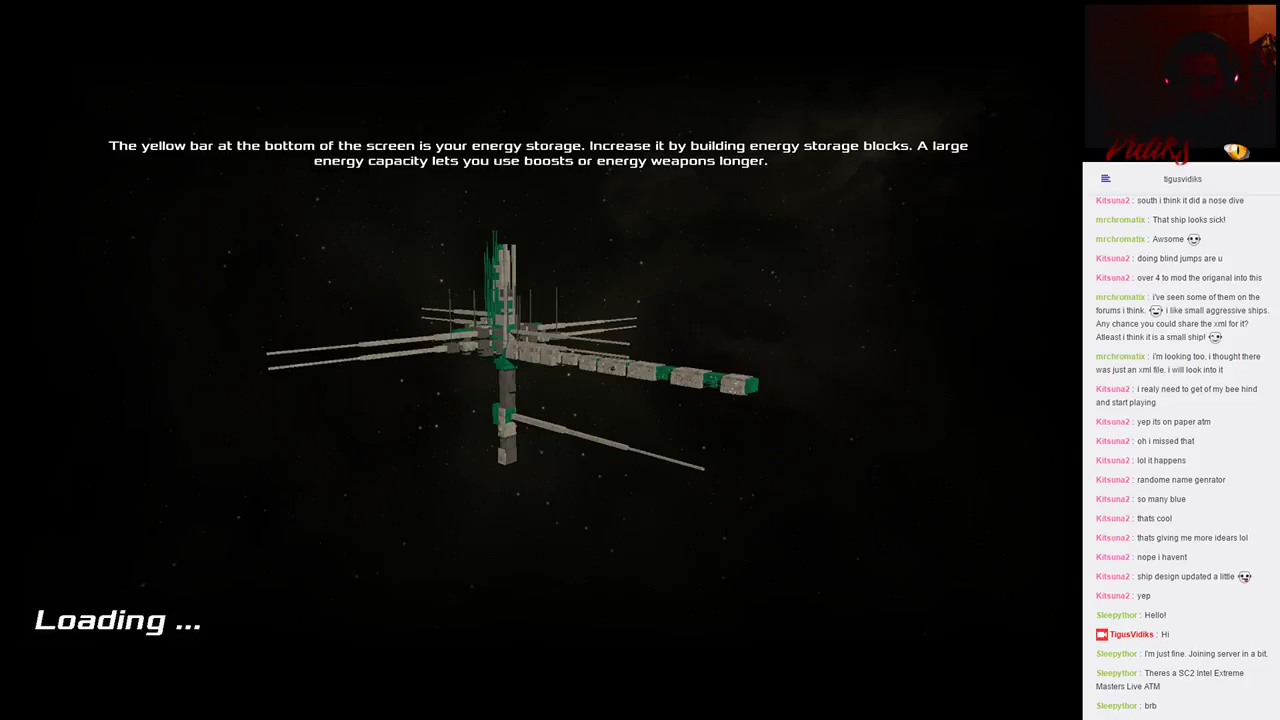 The yellow bar at the bottom of the screen is your energy storage. Increase it by building energy storage blocks. A large
energy capacity lets you use boosts or energy weapons longer.
Loading ...
tigusvidiks
Kitsuna2 : south i think it did a nose dive
mrchromatix : That ship looks sick!
mrchromatix : Awsome
Kitsuna2 : doing blind jumps are u
Kitsuna2 : over 4 to mod the origanal into this
mrchromatix : i've seen some of them on the
forums i think. i like small aggressive ships.
Any chance you could share the xml for it?
Atleast i think it is a small ship!
mrchromatix : i'm looking too, i thought there
was just an xml file. i will look into it
Kitsuna2 : i realy need to get of my bee hind
and start playing
Kitsuna2 : yep its on paper atm
Kitsuna2 : oh i missed that
Kitsuna2 : lol it happens
Kitsuna2 : randome name genrator
Kitsuna2 : so many blue
Kitsuna2 : thats cool
Kitsuna2 : thats giving me more idears lol
Kitsuna2 : nope i havent
Kitsuna2 : ship design updated a little
Kitsuna2 : yep
Sleepythor : Hello!
TigusVidiks : Hi
Sleepythor : I'm just fine. Joining server in a bit.
Sleepythor : Theres a SC2 Intel Extreme
Masters Live ATM
Sleepythor : brb